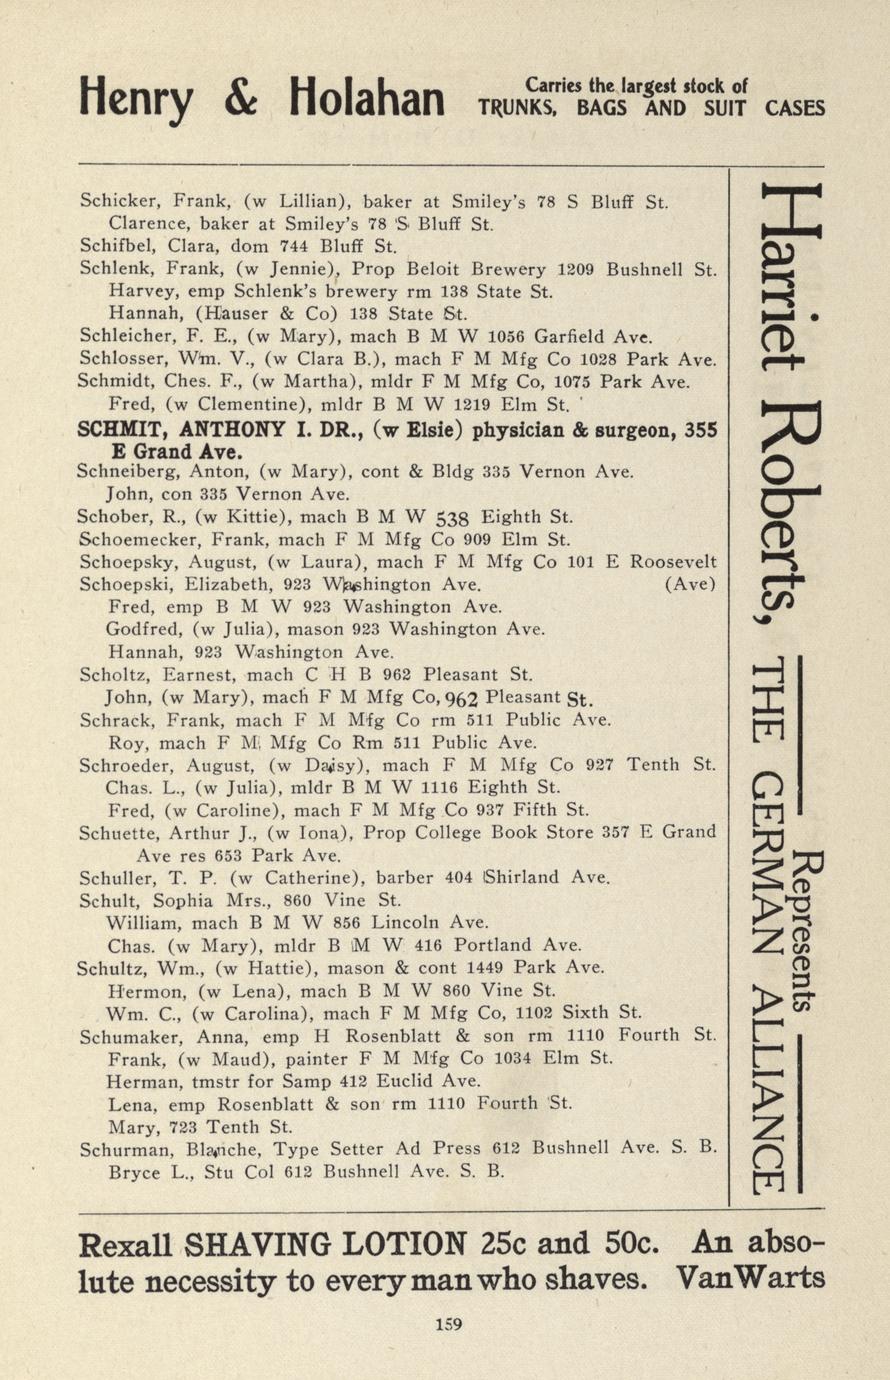 Henry & Holahan
Carries the largest stock of
TRUNKS, BAGS AND SUIT CASES
Schicker, Frank, (w Lillian), baker at Smiley's 78 S Bluff St.
Clarence, baker at Smiley's 78 S Bluff St.
Schifbel, Clara, dom 744 Bluff St.
Schlenk, Frank, (w Jennie), Prop Beloit Brewery 1209 Bushnell St.
Harvey, emp Schlenk's brewery rm 138 State St.
Hannah, (Hauser & Co) 138 State St.
Schleicher, F. E., (w Mary), mach B M W 1056 Garfield Ave.
Schlosser, Wm. V., (w Clara B.), mach F M Mfg Co 1028 Park Ave.
Schmidt, Ches. F., (w Martha), mldr F M Mfg Co, 1075 Park Ave.
Fred, (w Clementine), mldr B M W 1219 Elm St.
SCHMIT, ANTHONY I. DR., (w Elsie) physician & surgeon, 355
E Grand Ave.
Schneiberg, Anton, (w Mary), cont & Bldg 335 Vernon Ave.
John, con 335 Vernon Ave.
Schober, R., (w Kittie), mach B M W 538 Eighth St.
Schoemecker, Frank, mach F M Mfg Co 909 Elm St.
Schoepsky, August, (w Laura), mach F M Mfg Co 101 E Roosevelt
Schoepski, Elizabeth, 923 Washington Ave. (Ave)
Fred, emp B M W 923 Washington Ave.
Godfred, (w Julia), mason 923 Washington Ave.
Hannah, 923 Washington Ave.
Scholtz, Earnest, mach C H B 962 Pleasant St.
John, (w Mary), mach F M Mfg Co, 962 Pleasant St.
Schrack, Frank, mach F M Mfg Co rm 511 Public Ave.
Roy, mach F M Mfg Co Rm 511 Public Ave.
Schroeder, August, (w Daisy), mach F M Mfg Co 927 Tenth St.
Chas. L., (w Julia), mldr B M W 1116 Eighth St.
Fred, (w Caroline), mach F M Mfg Co 937 Fifth St.
Schuette, Arthur J., (w Iona), Prop College Book Store 357 E Grand
Ave res 653 Park Ave.
Schuller, T. P. (w Catherine), barber 404 Shirland Ave.
Schult, Sophia Mrs., 860 Vine St.
William, mach B M W 856 Lincoln Ave.
Chas. (w Mary), mldr B M W 416 Portland Ave.
Schultz, Wm., (w Hattie), mason & cont 1449 Park Ave.
Hermon, (w Lena), mach B M W 860 Vine St.
Wm. C., (w Carolina), mach F M Mfg Co, 1102 Sixth St.
Schumaker, Anna, emp H Rosenblatt & son rm 1110 Fourth St.
Frank, (w Maud), painter F M Mfg Co 1034 Elm St.
Herman, tmstr for Samp 412 Euclid Ave.
Lena, emp Rosenblatt & son rm 1110 Fourth St.
Mary, 723 Tenth St.
Schurman, Blanche, Type Setter Ad Press 612 Bushnell Ave. S. B.
Bryce L., Stu Col 612 Bushnell Ave. S. B.
Harriet Roberts,
Represents
THE GERMAN ALLIANCE
Rexall SHAVING LOTION 25c and 50c. An abso-
lute necessity to every man who shaves. VanWarts
159